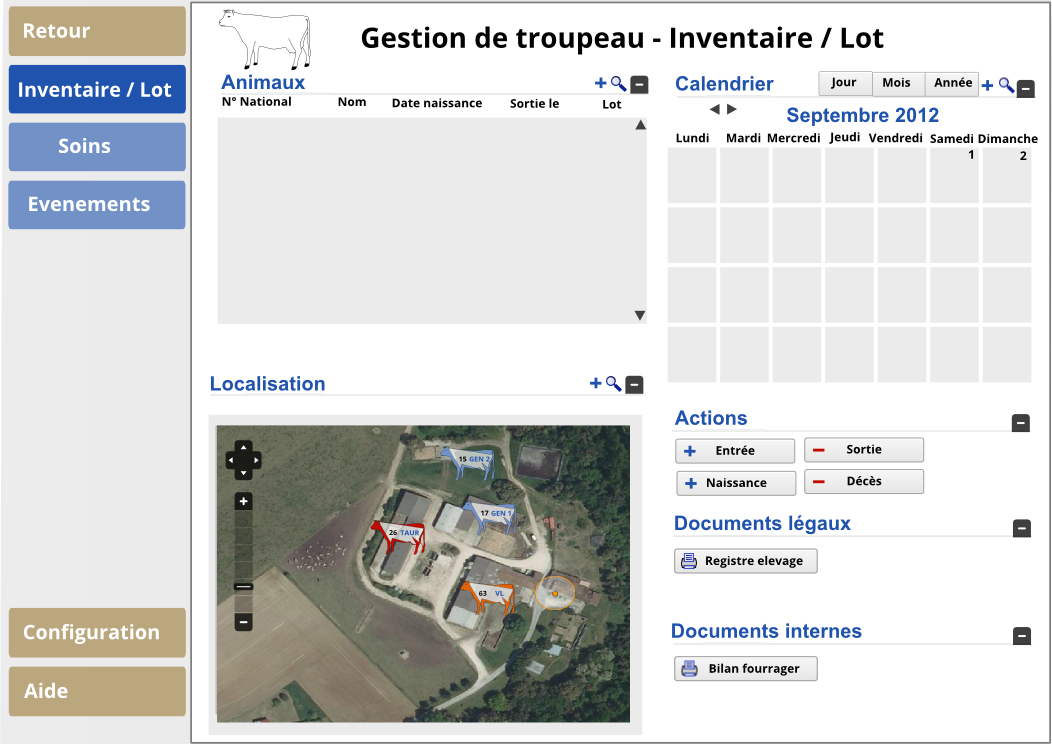 Retour
Inventaire / Lot
Soins
Evenements
Configuration
Aide
Gestion de troupeau - Inventaire / Lot
Animaux
N° National Nom Date naissance Sortie le Lot
Localisation
15 GEN 2
17 GEN 1
26 TAUR
63 VL
Calendrier Jour Mois Année
Septembre 2012
Lundi Mardi Mercredi Jeudi Vendredi Samedi Dimanche
1 2
Actions
Entrée Sortie
Naissance Décès
Documents légaux
Registre elevage
Documents internes
Bilan fourrager